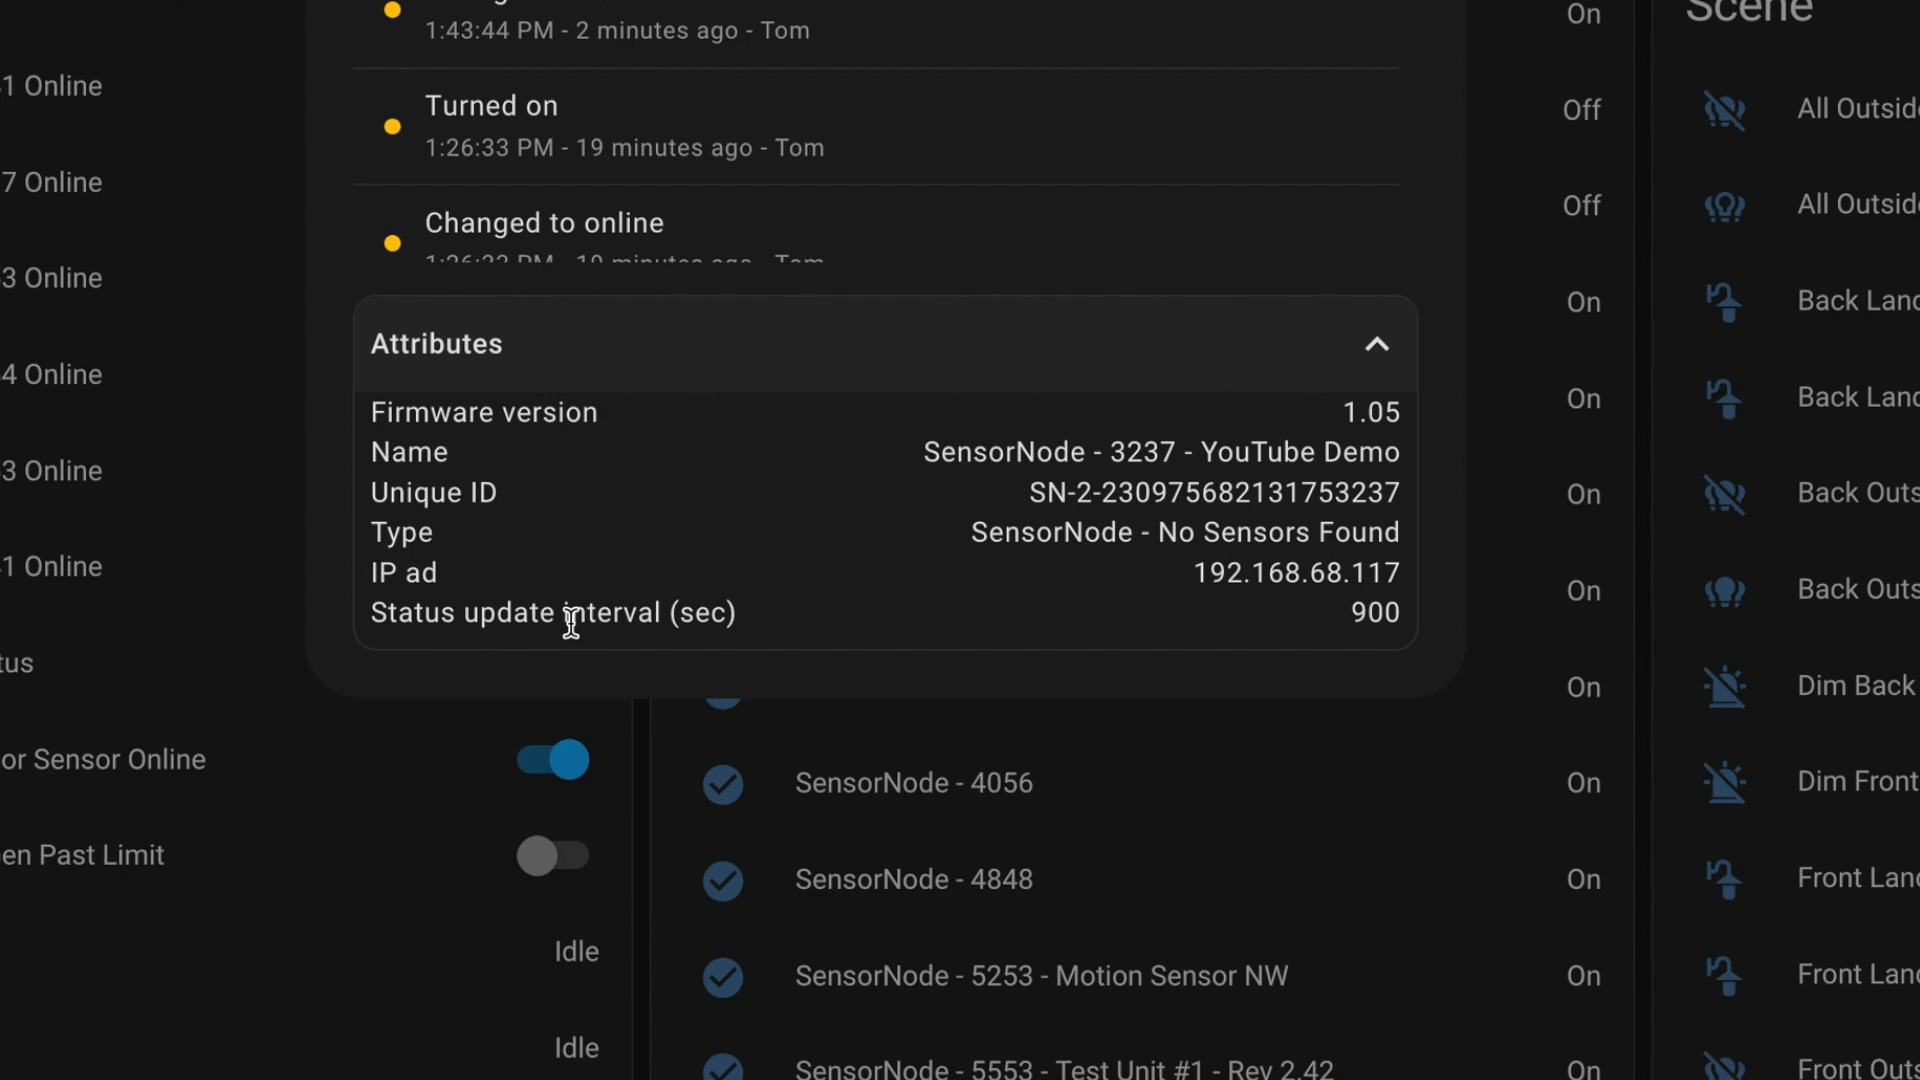 Scene
On
1:43:44 PM - 2 minutes ago - Tom
1 Online
Turned on
Off
All Outsid
1:26:33 PM - 19 minutes ago - Tom
7 Online
Changed to online
Off
All Outsid
3 Online
On
Back Land
Attributes
4 Online
On
Back Land
Firmware version 1.05
Name SensorNode - 3237 - YouTube Demo
3 Online
Unique ID SN-2-230975682131753237
On
Back Outs
Type SensorNode - No Sensors Found
1 Online
IP ad 192.168.68.117
On
Back Outs
Status update interval (sec) 900
tus
On
Dim Back
or Sensor Online
SensorNode - 4056
On
Dim Front
en Past Limit
SensorNode - 4848
On
Front Land
Idle
SensorNode - 5253 - Motion Sensor NW
On
Front Land
Idle
SensorNode - 5553 - Test Unit #1 - Rev 2.42
On
Front Outs